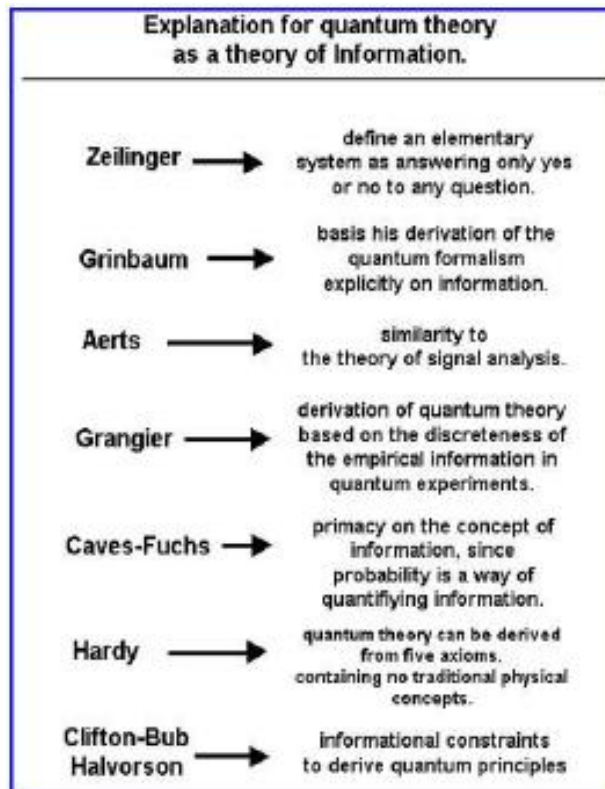 Explanation for quantum theory
as a theory of Information.
Zeilinger
define an elementary
system as answering only yes
or no to any question.
Grinbaum
basis his derivation of the
quantum formalism
explicitly on information.
Aerts
similarity to
the theory of signal analysis.
Grangier
derivation of quantum theory
based on the discreteness of
the empirical information in
quantum experiments.
Caves-Fuchs
primacy on the concept of
information, since
probability is a way of
quantifiying information.
Hardy
quantum theory can be derived
from five axioms.
containing no traditional physical
concepts.
Clifton-Bub
Halvorson
informational constraints
to derive quantum principles